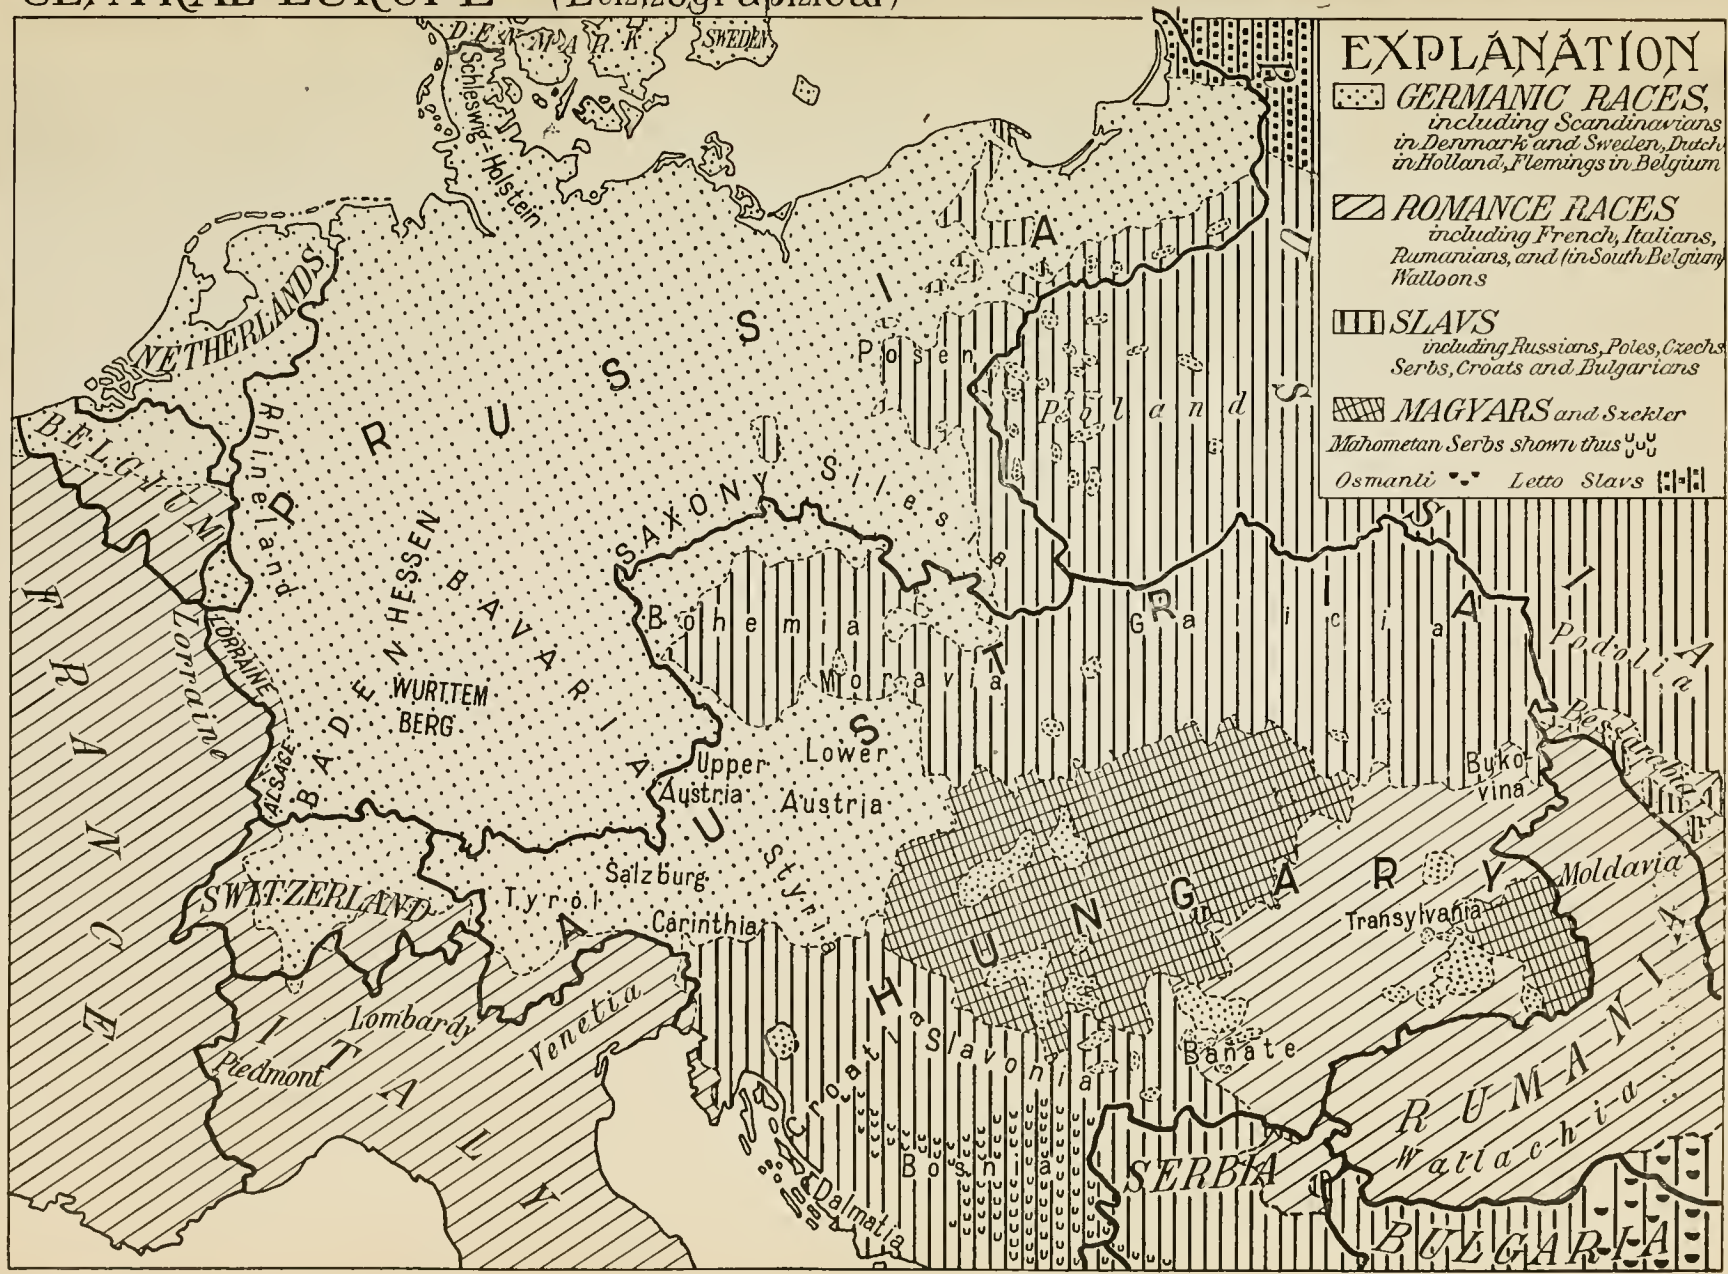 CENTRAL EUROPE (Ethnographical)
EXPLANATION
GERMANIC RACES,
including Scandinavians
in Denmark and Sweden, Dutch
in Holland, Flemings in Belgium
ROMANCE RACES
including French, Italians,
Rumanians, and (in South Belgium)
Walloons
SLAVS
including Russians, Poles, Czechs,
Serbs, Croats and Bulgarians
MAGYARS and Szekler
Mahometan Serbs shown thus
Osmanli
Letto Slavs
DENMARK
SWEDEN
Schleswig-Holstein
NETHERLANDS
BELGIUM
Rhineland
PRUSSIA
Posen
Poland
RUSSIA
SAXONY
Silesia
HESSEN
BAVARIA
Bohemia
Moravia
Galicia
Podolia
Bessarabia
FRANCE
Lorraine
LORRAINE
ALSACE
BADEN
WURTTEM
BERG
Upper
Austria
Lower
Austria
AUSTRIA
Buko-
vina
Moldavia
SWITZERLAND
Tyrol
Salzburg
Styria
Carinthia
HUNGARY
Transylvania
RUMANIA
ITALY
Lombardy
Venetia
Piedmont
Croatia
Slavonia
Banate
Wallachia
Bosnia
Dalmatia
SERBIA
BULGARIA